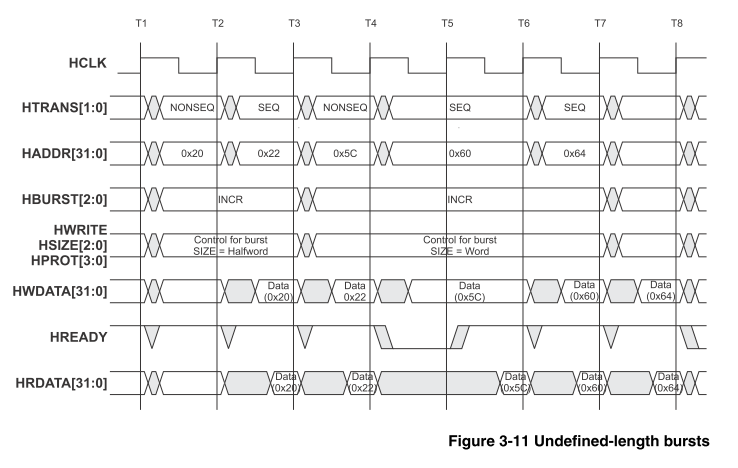 T1 T2 T3 T4 T5 T6 T7 T8
HCLK
HTRANS[1:0] NONSEQ SEQ NONSEQ SEQ SEQ
HADDR[31:0] 0x20 0x22 0x5C 0x60 0x64
HBURST[2:0] INCR INCR
HWRITE
HSIZE[2:0]
HPROT[3:0]
Control for burst
SIZE = Halfword
Control for burst
SIZE = Word
HWDATA[31:0]
Data
(0x20)
Data
0x22
Data
(0x5C)
Data
(0x60)
Data
(0x64)
HREADY
HRDATA[31:0]
Data
(0x20)
Data
(0x22)
Data
(0x5C)
Data
(0x60)
Data
(0x64)
Figure 3-11 Undefined-length bursts